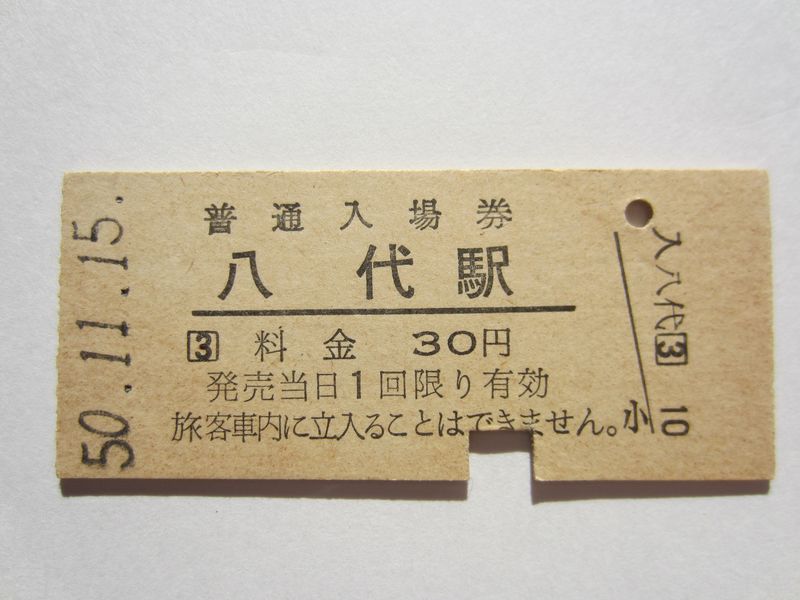 50.11.15.
普通入場券
八代駅
3 料金 30円
発売当日1回限り有効
旅客車内に立入ることはできません。
入八代3
小 10